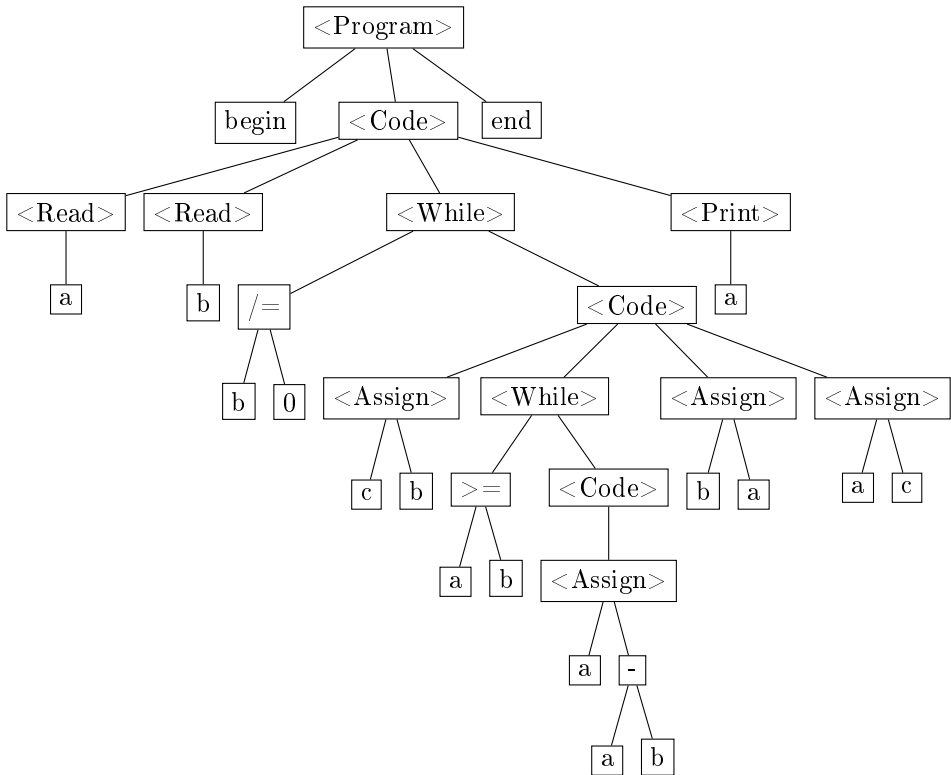 <Program>
begin <Code> end
<Read> <Read> <While> <Print>
a b /= <Code> a
b 0 <Assign> <While> <Assign> <Assign>
c b >= <Code> b a a c
a b <Assign>
a -
a b